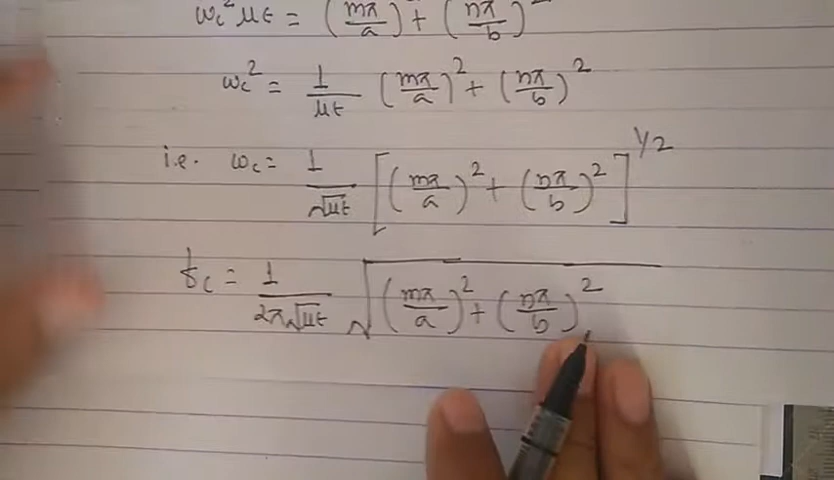 ωc²με = (mπ/a)² + (nπ/b)²
ωc² = 1/με (mπ/a)² + (nπ/b)²
i.e. ωc = 1/√με [(mπ/a)² + (nπ/b)²]^1/2
fc = 1/2π√με √(mπ/a)² + (nπ/b)²